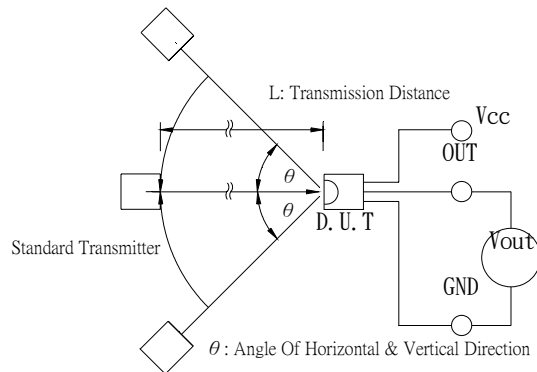 L: Transmission Distance
Vcc
OUT
θ
θ
D.U.T
Standard Transmitter
Vout
GND
θ : Angle Of Horizontal & Vertical Direction